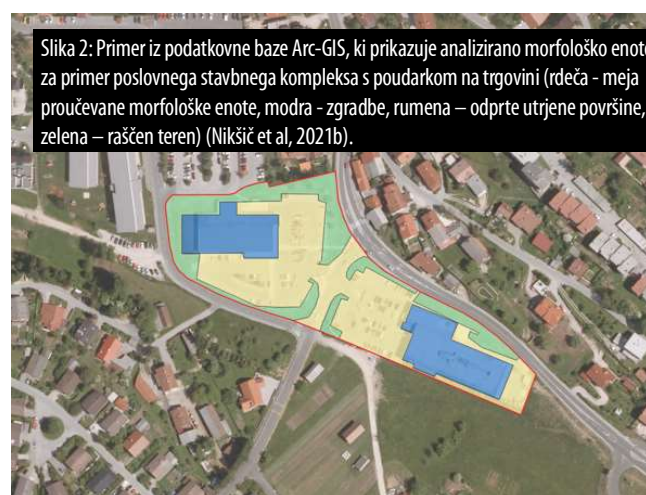 Slika 2: Primer iz podatkovne baze Arc-GIS, ki prikazuje analizirano morfološko enoto
za primer poslovnega stavbnega kompleksa s poudarkom na trgovini (rdeča - meja
proučevane morfološke enote, modra - zgradbe, rumena – odprte utrjene površine,
zelena – raščen teren) (Nikšič et al, 2021b).